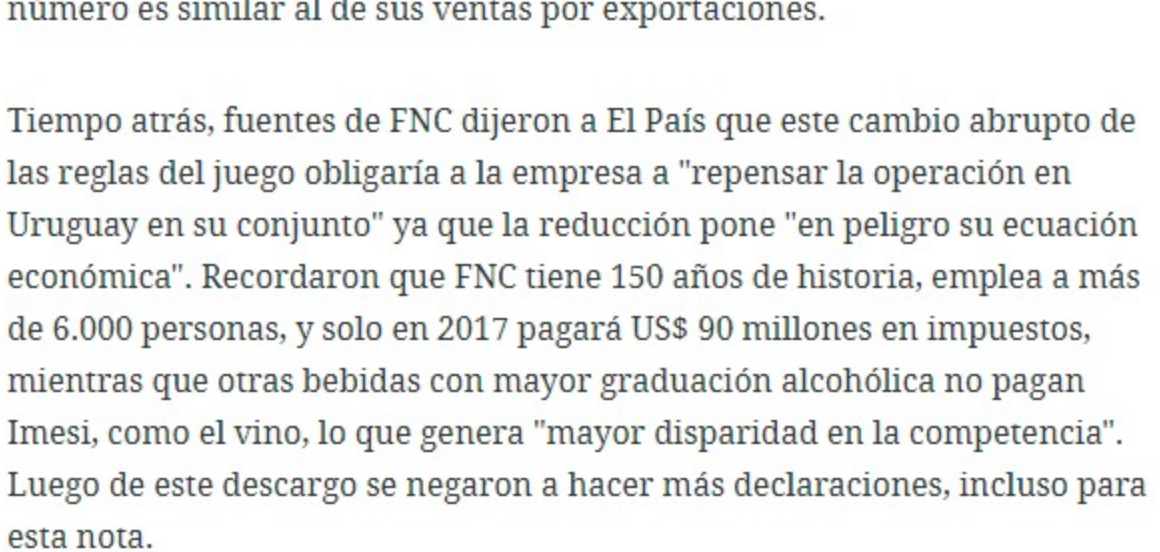 número es similar al de sus ventas por exportaciones.
Tiempo atrás, fuentes de FNC dijeron a El País que este cambio abrupto de
las reglas del juego obligaría a la empresa a "repensar la operación en
Uruguay en su conjunto" ya que la reducción pone "en peligro su ecuación
económica". Recordaron que FNC tiene 150 años de historia, emplea a más
de 6.000 personas, y solo en 2017 pagará US$ 90 millones en impuestos,
mientras que otras bebidas con mayor graduación alcohólica no pagan
Imesi, como el vino, lo que genera "mayor disparidad en la competencia".
Luego de este descargo se negaron a hacer más declaraciones, incluso para
esta nota.